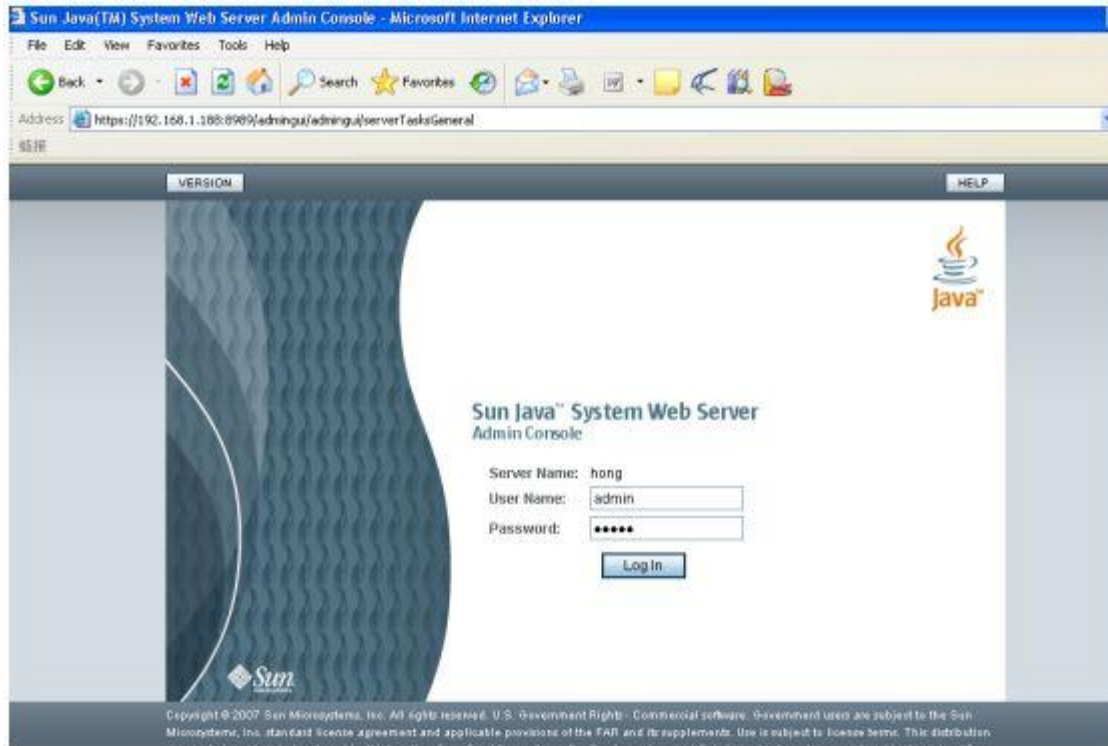 Sun Java(TM) System Web Server Admin Console - Microsoft Internet Explorer
File Edit View Favorites Tools Help
Back Search Favorites
Address https://192.168.1.188:8989/admingui/admingui/serverTasksGeneral
VERSION HELP
Java™
Sun Java™ System Web Server
Admin Console
Server Name: hong
User Name: admin
Password: •••••
Log In
Sun
Copyright © 2007 Sun Microsystems, Inc. All rights reserved. U.S. Government Rights - Commercial software. Government users are subject to the Sun
Microsystems, Inc. standard license agreement and applicable provisions of the FAR and its supplements. Use is subject to license terms. This distribution